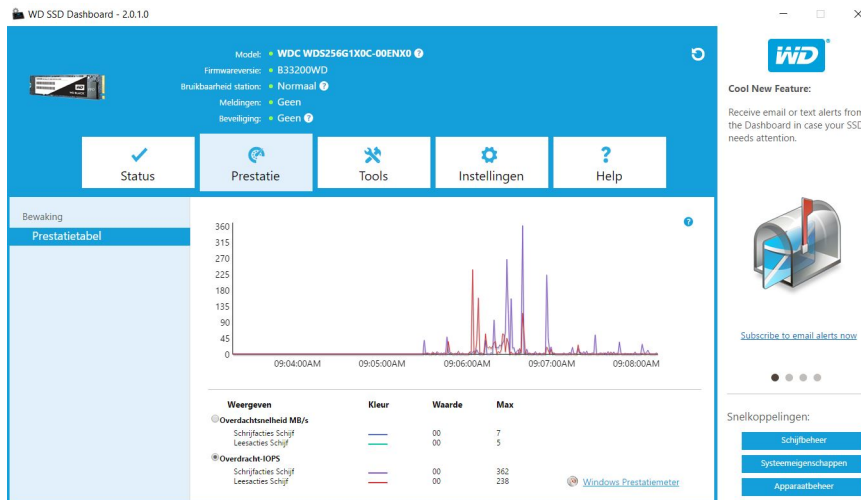 WD SSD Dashboard - 2.0.1.0
Model: WDC WDS256G1X0C-00ENX0
Firmwareversie: B33200WD
Bruikbaarheid station: Normaal
Meldingen: Geen
Beveiliging: Geen
Status
Prestatie
Tools
Instellingen
Help
Bewaking
Prestatietabel
360
315
270
225
180
135
90
45
0
09:04:00AM 09:05:00AM 09:06:00AM 09:07:00AM 09:08:00AM
Weergeven Kleur Waarde Max
Overdachtsnelheid MB/s
Schrijfacties Schijf 00 7
Leesacties Schijf 00 5
Overdracht-IOPS
Schrijfacties Schijf 00 362
Leesacties Schijf 00 238
Windows Prestatiemeter
WD
Cool New Feature:
Receive email or text alerts from
the Dashboard in case your SSD
needs attention.
Subscribe to email alerts now
Snelkoppelingen:
Schijfbeheer
Systeemeigenschappen
Apparaatbeheer